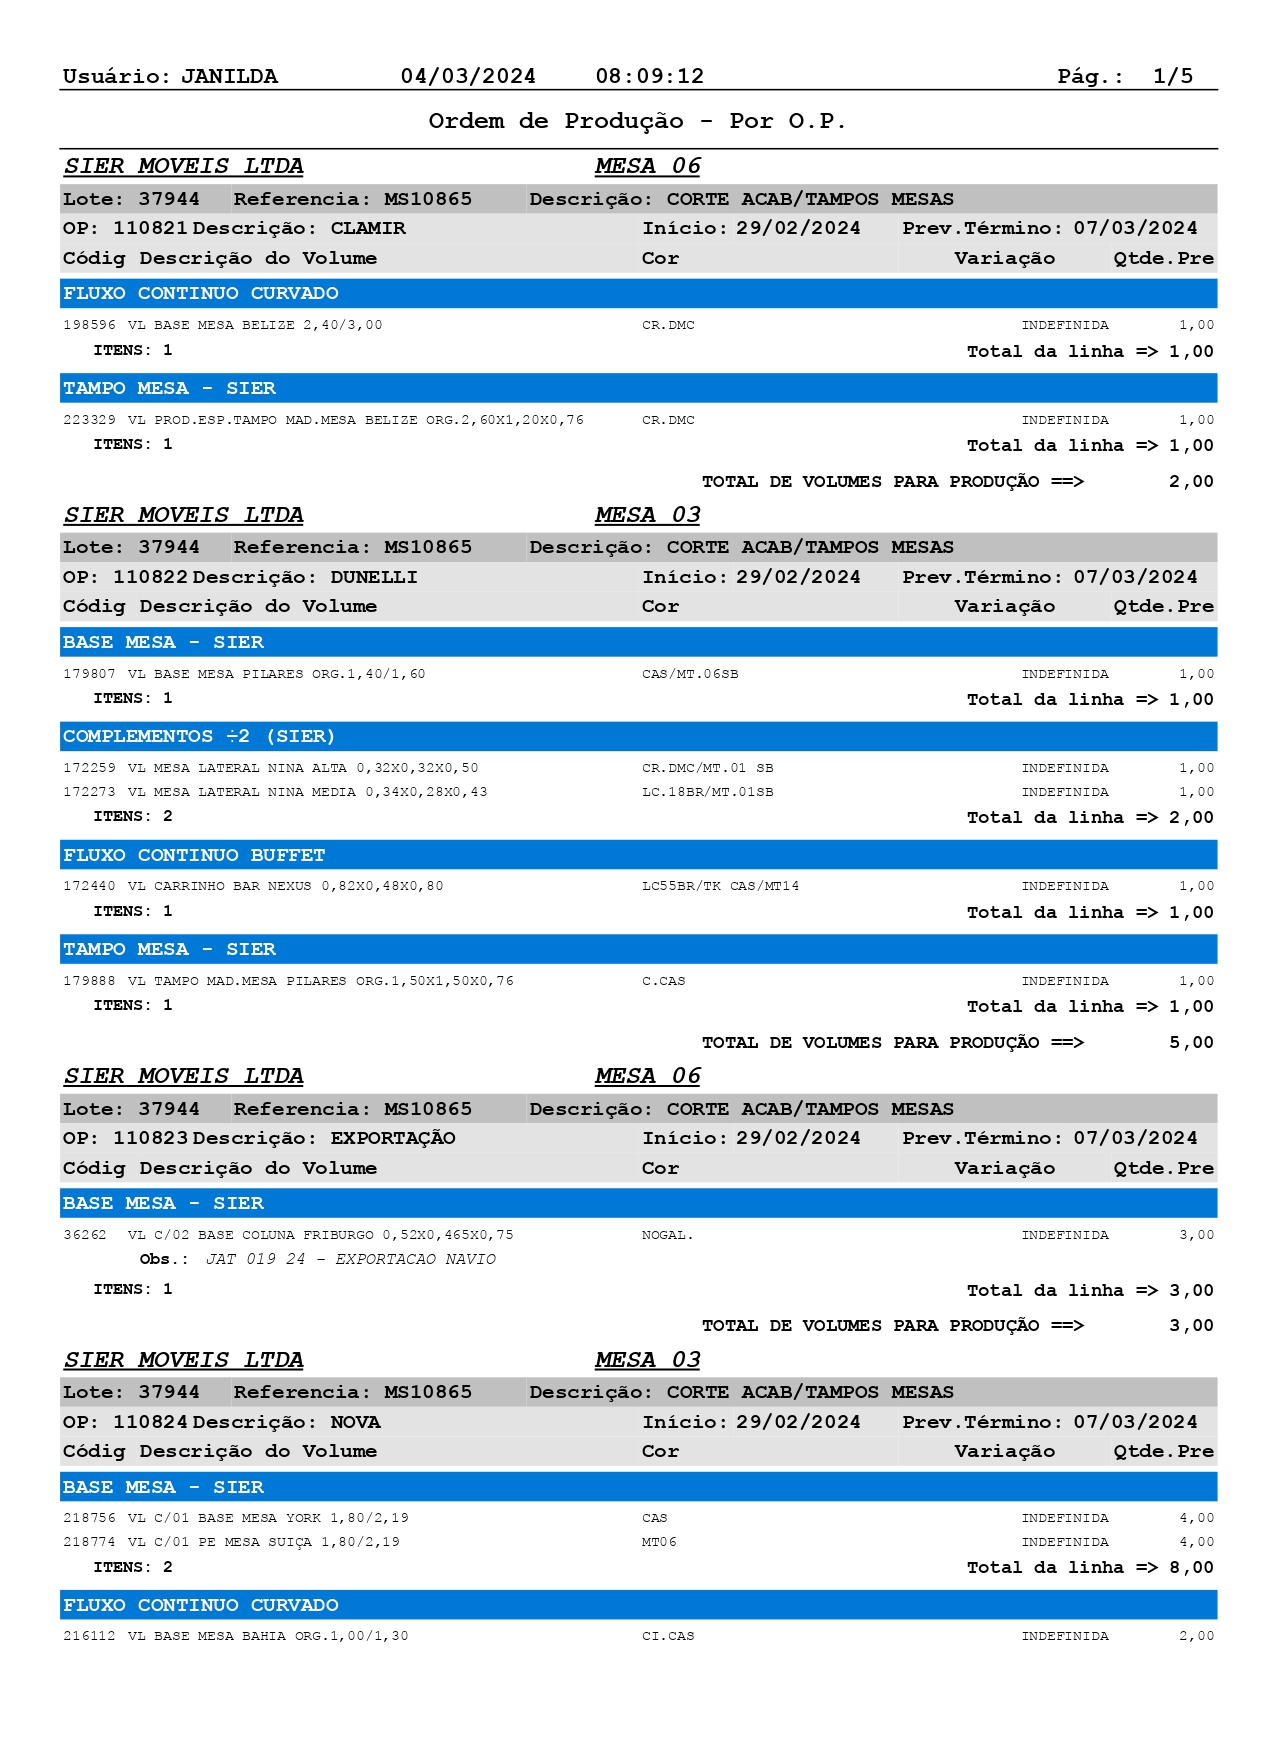 Usuário: JANILDA 04/03/2024 08:09:12 Pág.: 1/5
Ordem de Produção - Por O.P.
SIER MOVEIS LTDA MESA 06
Lote: 37944 Referencia: MS10865 Descrição: CORTE ACAB/TAMPOS MESAS
OP: 110821 Descrição: CLAMIR Início: 29/02/2024 Prev.Término: 07/03/2024
Códig Descrição do Volume Cor Variação Qtde.Pre
FLUXO CONTINUO CURVADO
198596 VL BASE MESA BELIZE 2,40/3,00 CR.DMC INDEFINIDA 1,00
ITENS: 1 Total da linha => 1,00
TAMPO MESA - SIER
223329 VL PROD.ESP.TAMPO MAD.MESA BELIZE ORG.2,60X1,20X0,76 CR.DMC INDEFINIDA 1,00
ITENS: 1 Total da linha => 1,00
TOTAL DE VOLUMES PARA PRODUÇÃO ==> 2,00
SIER MOVEIS LTDA MESA 03
Lote: 37944 Referencia: MS10865 Descrição: CORTE ACAB/TAMPOS MESAS
OP: 110822 Descrição: DUNELLI Início: 29/02/2024 Prev.Término: 07/03/2024
Códig Descrição do Volume Cor Variação Qtde.Pre
BASE MESA - SIER
179807 VL BASE MESA PILARES ORG.1,40/1,60 CAS/MT.06SB INDEFINIDA 1,00
ITENS: 1 Total da linha => 1,00
COMPLEMENTOS ÷2 (SIER)
172259 VL MESA LATERAL NINA ALTA 0,32X0,32X0,50 CR.DMC/MT.01 SB INDEFINIDA 1,00
172273 VL MESA LATERAL NINA MEDIA 0,34X0,28X0,43 LC.18BR/MT.01SB INDEFINIDA 1,00
ITENS: 2 Total da linha => 2,00
FLUXO CONTINUO BUFFET
172440 VL CARRINHO BAR NEXUS 0,82X0,48X0,80 LC55BR/TK CAS/MT14 INDEFINIDA 1,00
ITENS: 1 Total da linha => 1,00
TAMPO MESA - SIER
179888 VL TAMPO MAD.MESA PILARES ORG.1,50X1,50X0,76 C.CAS INDEFINIDA 1,00
ITENS: 1 Total da linha => 1,00
TOTAL DE VOLUMES PARA PRODUÇÃO ==> 5,00
SIER MOVEIS LTDA MESA 06
Lote: 37944 Referencia: MS10865 Descrição: CORTE ACAB/TAMPOS MESAS
OP: 110823 Descrição: EXPORTAÇÃO Início: 29/02/2024 Prev.Término: 07/03/2024
Códig Descrição do Volume Cor Variação Qtde.Pre
BASE MESA - SIER
36262 VL C/02 BASE COLUNA FRIBURGO 0,52X0,465X0,75 NOGAL. INDEFINIDA 3,00
Obs.: JAT 019 24 - EXPORTACAO NAVIO
ITENS: 1 Total da linha => 3,00
TOTAL DE VOLUMES PARA PRODUÇÃO ==> 3,00
SIER MOVEIS LTDA MESA 03
Lote: 37944 Referencia: MS10865 Descrição: CORTE ACAB/TAMPOS MESAS
OP: 110824 Descrição: NOVA Início: 29/02/2024 Prev.Término: 07/03/2024
Códig Descrição do Volume Cor Variação Qtde.Pre
BASE MESA - SIER
218756 VL C/01 BASE MESA YORK 1,80/2,19 CAS INDEFINIDA 4,00
218774 VL C/01 PE MESA SUIÇA 1,80/2,19 MT06 INDEFINIDA 4,00
ITENS: 2 Total da linha => 8,00
FLUXO CONTINUO CURVADO
216112 VL BASE MESA BAHIA ORG.1,00/1,30 CI.CAS INDEFINIDA 2,00